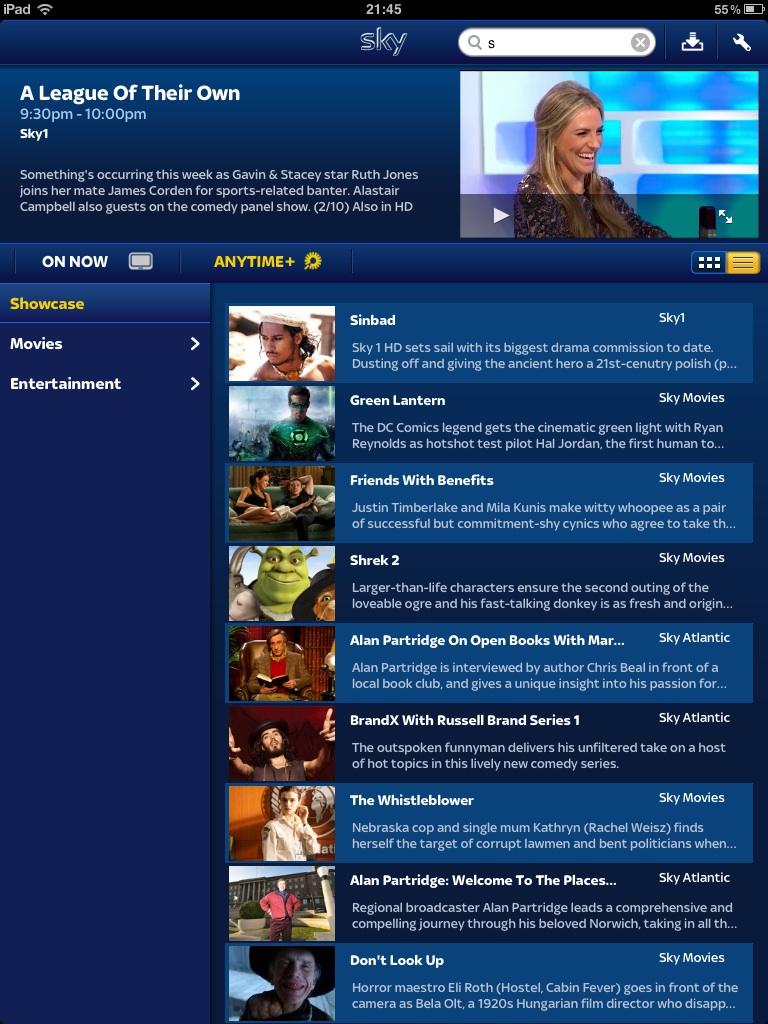 iPad 21:45 55%
sky s
A League Of Their Own
9:30pm - 10:00pm
Sky1
Something's occurring this week as Gavin & Stacey star Ruth Jones
joins her mate James Corden for sports-related banter. Alastair
Campbell also guests on the comedy panel show. (2/10) Also in HD
ON NOW ANYTIME+
Showcase
Movies
Entertainment
Sinbad Sky1
Sky 1 HD sets sail with its biggest drama commission to date.
Dusting off and giving the ancient hero a 21st-cenutry polish (p...
Green Lantern Sky Movies
The DC Comics legend gets the cinematic green light with Ryan
Reynolds as hotshot test pilot Hal Jordan, the first human to...
Friends With Benefits Sky Movies
Justin Timberlake and Mila Kunis make witty whoopee as a pair
of successful but commitment-shy cynics who agree to take th...
Shrek 2 Sky Movies
Larger-than-life characters ensure the second outing of the
loveable ogre and his fast-talking donkey is as fresh and origin...
Alan Partridge On Open Books With Mar... Sky Atlantic
Alan Partridge is interviewed by author Chris Beal in front of a
local book club, and gives a unique insight into his passion for...
BrandX With Russell Brand Series 1 Sky Atlantic
The outspoken funnyman delivers his unfiltered take on a host
of hot topics in this lively new comedy series.
The Whistleblower Sky Movies
Nebraska cop and single mum Kathryn (Rachel Weisz) finds
herself the target of corrupt lawmen and bent politicians when...
Alan Partridge: Welcome To The Places... Sky Atlantic
Regional broadcaster Alan Partridge leads a comprehensive and
compelling journey through his beloved Norwich, taking in all th...
Don't Look Up Sky Movies
Horror maestro Eli Roth (Hostel, Cabin Fever) goes in front of the
camera as Bela Olt, a 1920s Hungarian film director who disapp...